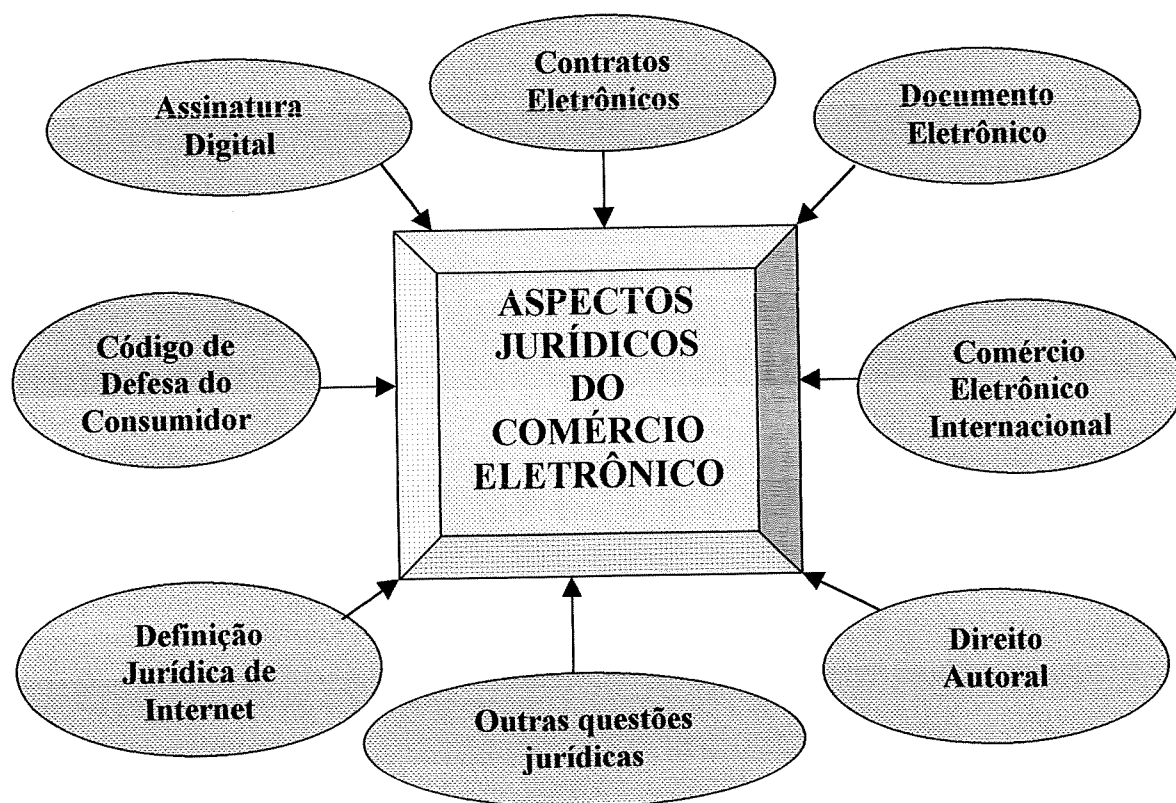 Contratos
Eletrônicos
Assinatura
Digital
Documento
Eletrônico
ASPECTOS
JURÍDICOS
DO
COMÉRCIO
ELETRÔNICO
Código de
Defesa do
Consumidor
Comércio
Eletrônico
Internacional
Definição
Jurídica de
Internet
Outras questões
jurídicas
Direito
Autoral